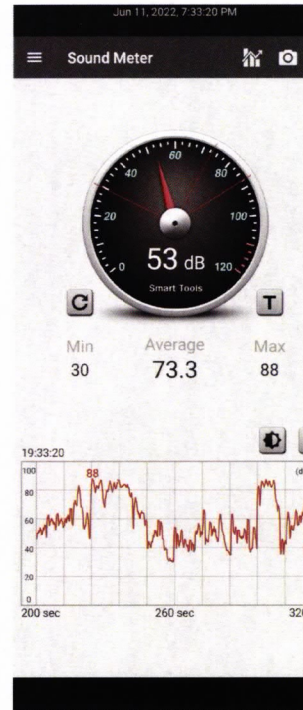 Jun 11, 2022, 7:33:20 PM
Sound Meter
60
40 80
20 100
0 53 dB 120
Smart Tools
T
Min Average Max
30 73.3 88
19:33:20
100
88
80
60
40
20
0
200 sec 260 sec